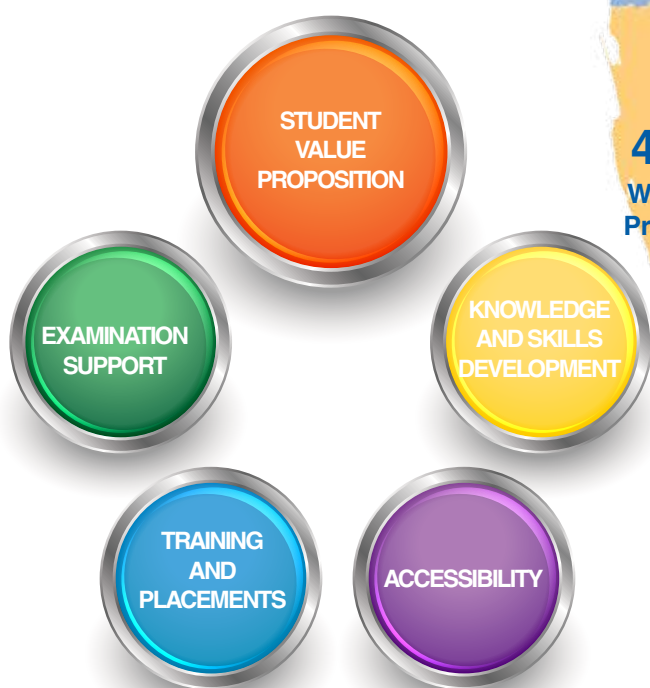 STUDENT
VALUE
PROPOSITION
4
EXAMINATION
SUPPORT
KNOWLEDGE
AND SKILLS
DEVELOPMENT
TRAINING
AND
PLACEMENTS
ACCESSIBILITY